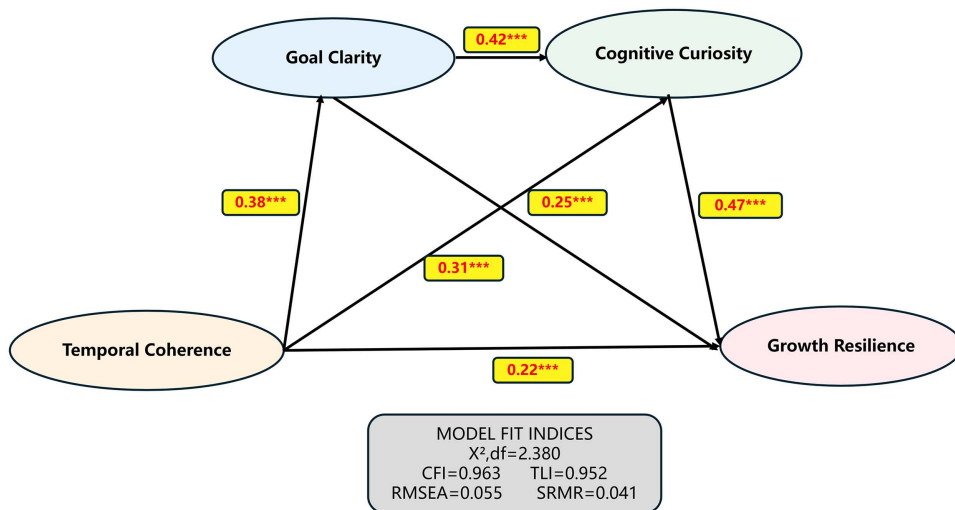 0.42***
Goal Clarity
Cognitive Curiosity
0.38***
0.25***
0.47***
0.31***
Temporal Coherence
Growth Resilience
0.22***
MODEL FIT INDICES
X²,df=2.380
CFI=0.963 TLI=0.952
RMSEA=0.055 SRMR=0.041